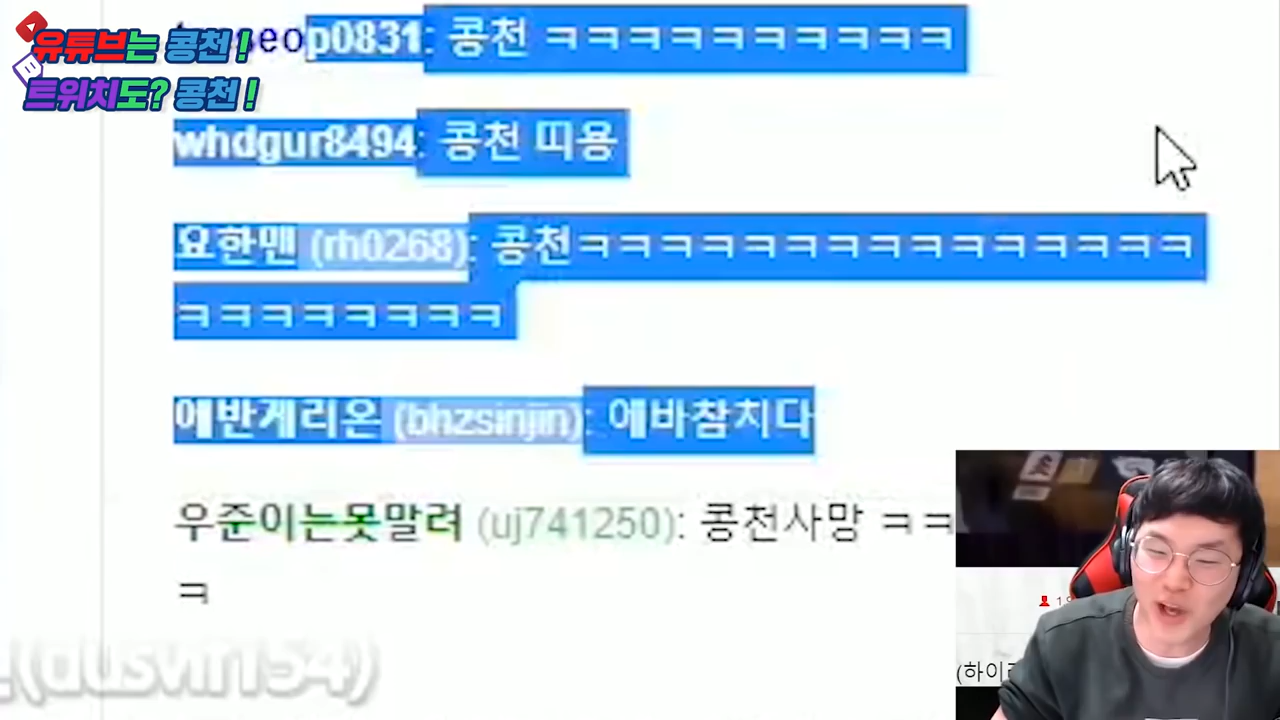 유튜브는 콩천!
트위치도? 콩천!
eop0831: 콩천 ㅋㅋㅋㅋㅋㅋㅋㅋㅋㅋ
whdgur8494: 콩천 띠용
요한맨 (rh0268): 콩천ㅋㅋㅋㅋㅋㅋㅋㅋㅋㅋㅋㅋㅋㅋㅋ
ㅋㅋㅋㅋㅋㅋㅋㅋ
에반게리온 (bhzsinjin): 에바참치다
우준이는못말려 (uj741250): 콩천사망 ㅋㅋ
ㅋ
(하이